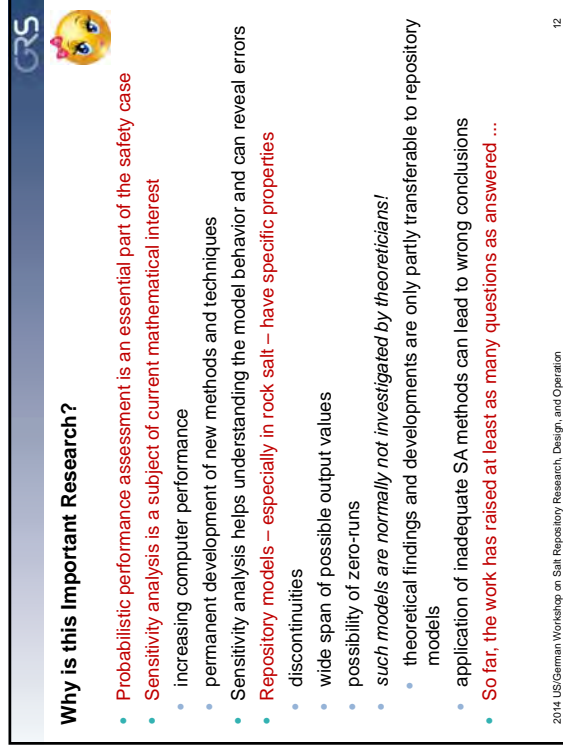 GRS
Why is this Important Research?
• Probabilistic performance assessment is an essential part of the safety case
• Sensitivity analysis is a subject of current mathematical interest
• increasing computer performance
• permanent development of new methods and techniques
• Sensitivity analysis helps understanding the model behavior and can reveal errors
• Repository models – especially in rock salt – have specific properties
• discontinuities
• wide span of possible output values
• possibility of zero-runs
• such models are normally not investigated by theoreticians!
• theoretical findings and developments are only partly transferable to repository
models
• application of inadequate SA methods can lead to wrong conclusions
• So far, the work has raised at least as many questions as answered ...
2014 US/German Workshop on Salt Repository Research, Design, and Operation
12